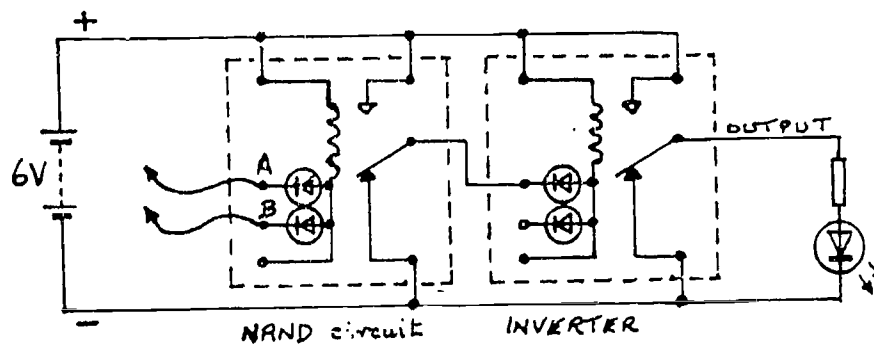 +
6V
A
B
OUTPUT
−
NAND circuit
INVERTER